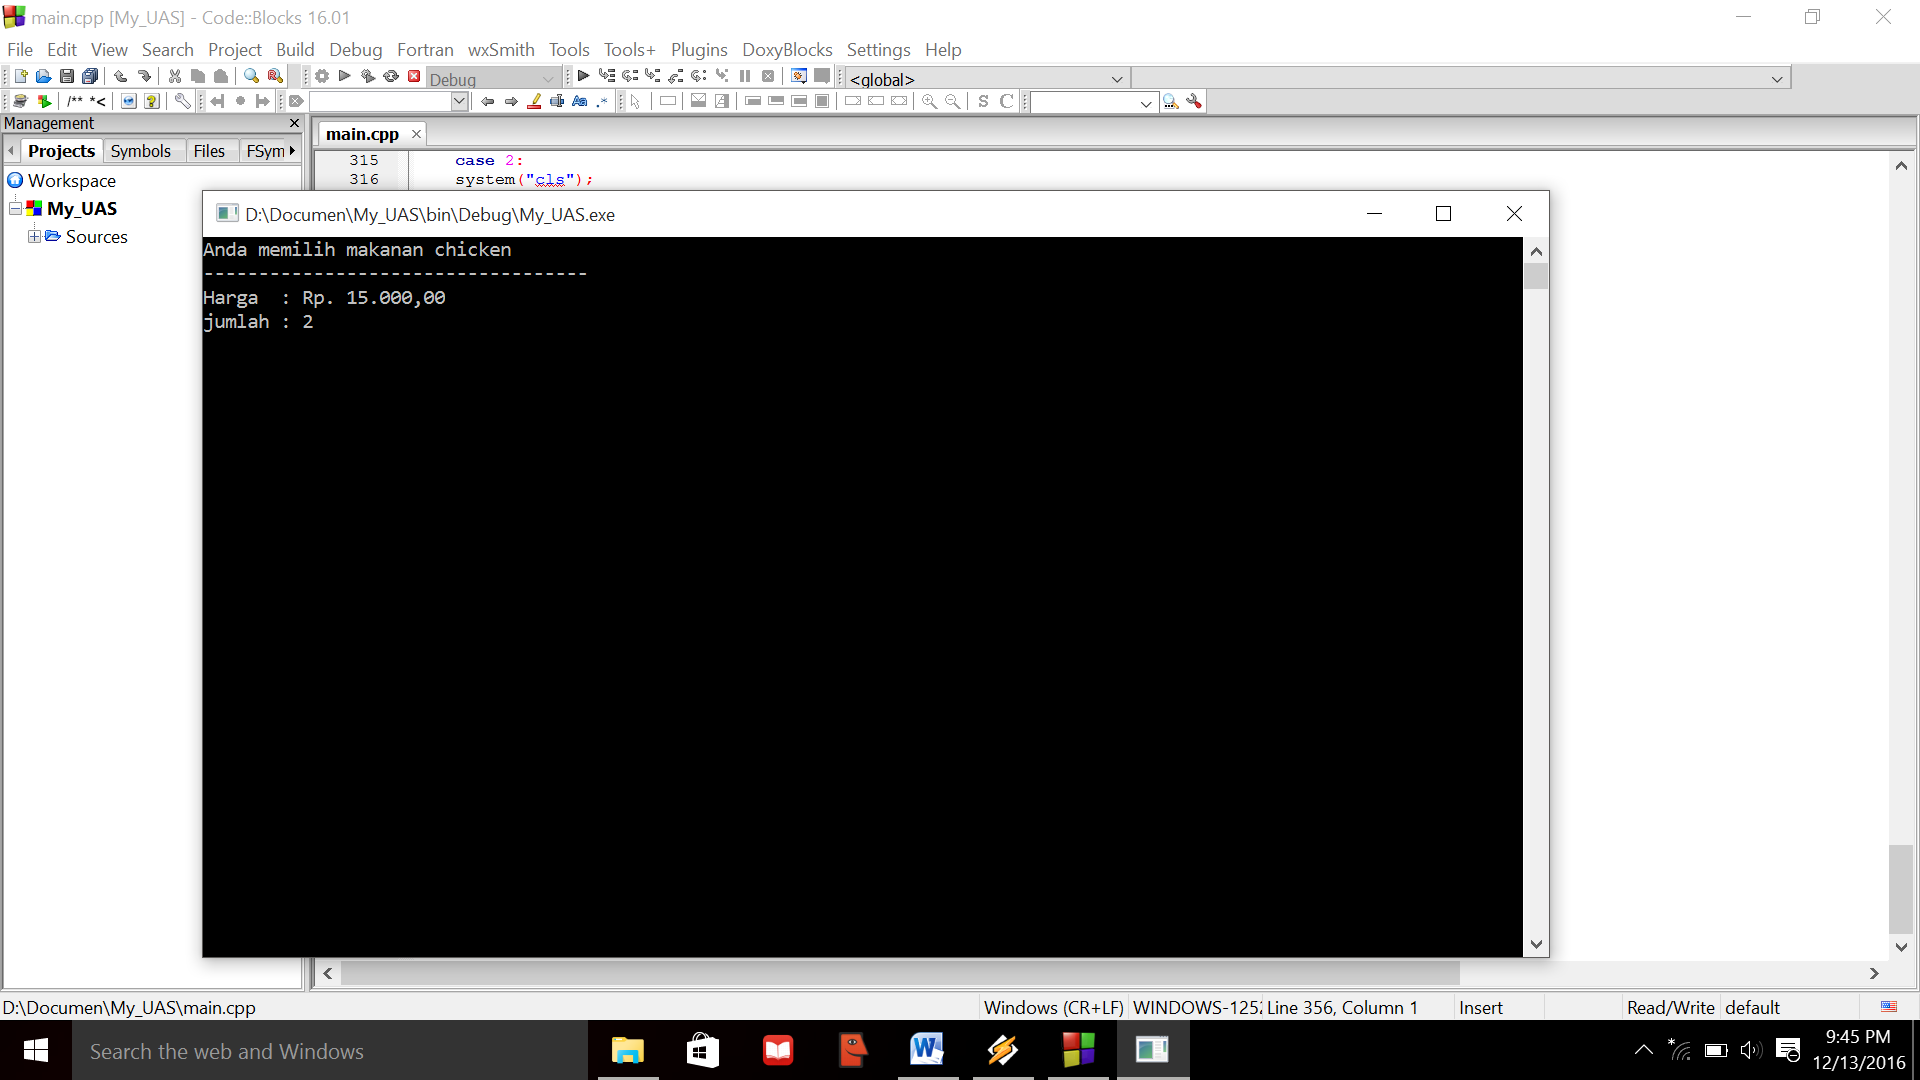 main.cpp [My_UAS] - Code::Blocks 16.01
File Edit View Search Project Build Debug Fortran wxSmith Tools Tools+ Plugins DoxyBlocks Settings Help
Debug
<global>
/** *<
Aa .*
S C
Management
Projects Symbols Files FSym
main.cpp
315 case 2:
316 system("cls");
Workspace
My_UAS
Sources
D:\Documen\My_UAS\bin\Debug\My_UAS.exe
Anda memilih makanan chicken
-----------------------------------
Harga : Rp. 15.000,00
jumlah : 2
D:\Documen\My_UAS\main.cpp Windows (CR+LF) WINDOWS-125 Line 356, Column 1 Insert Read/Write default
Search the web and Windows
9:45 PM
12/13/2016